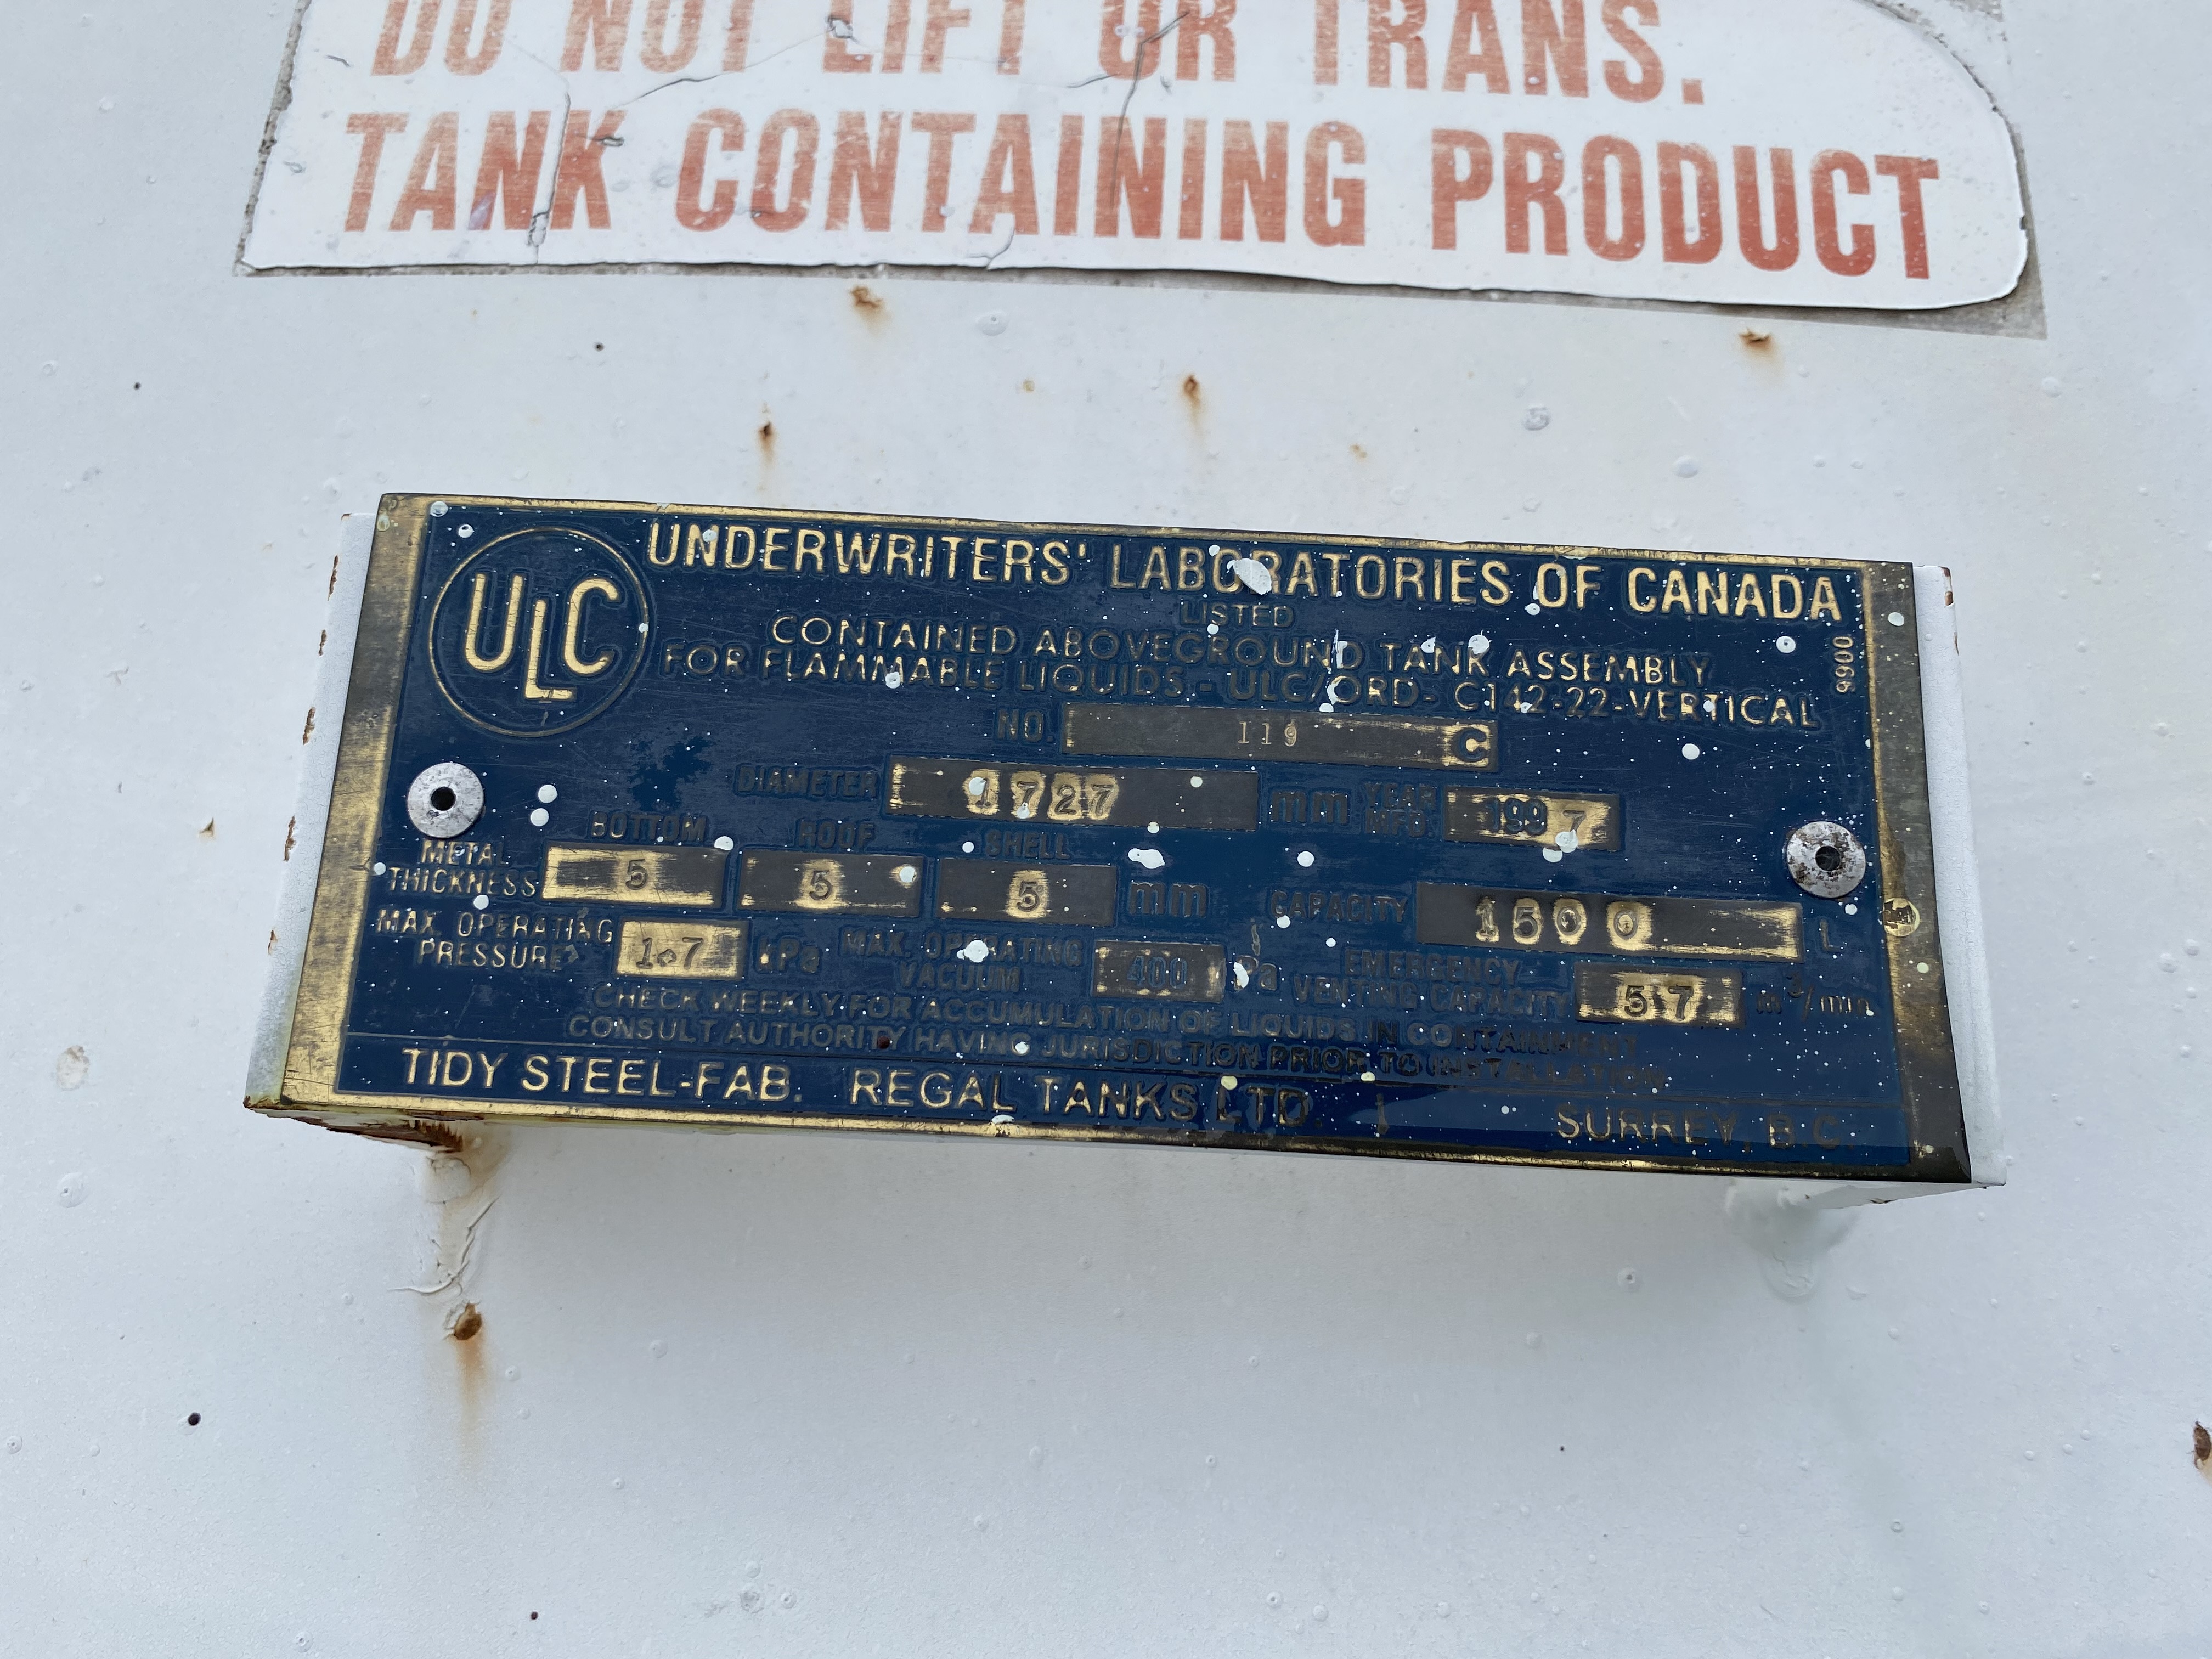 DO NOT LIFT OR TRANS.
TANK CONTAINING PRODUCT
ULC
UNDERWRITERS' LABORATORIES OF CANADA
LISTED
CONTAINED ABOVEGROUND TANK ASSEMBLY
FOR FLAMMABLE LIQUIDS - ULC/ORD- C142-22-VERTICAL
0066
NO. 119 C
DIAMETER 1727 mm YEAR MFD. 1997
BOTTOM ROOF SHELL
METAL THICKNESS 5 5 5 mm CAPACITY 1500 L
MAX. OPERATING PRESSURE 1.7 kPa MAX. OPERATING VACUUM 400 Pa EMERGENCY VENTING CAPACITY 57 m³/min
CHECK WEEKLY FOR ACCUMULATION OF LIQUIDS IN CONTAINMENT
CONSULT AUTHORITY HAVING JURISDICTION PRIOR TO INSTALLATION
TIDY STEEL-FAB. REGAL TANKS LTD. SURREY, B.C.